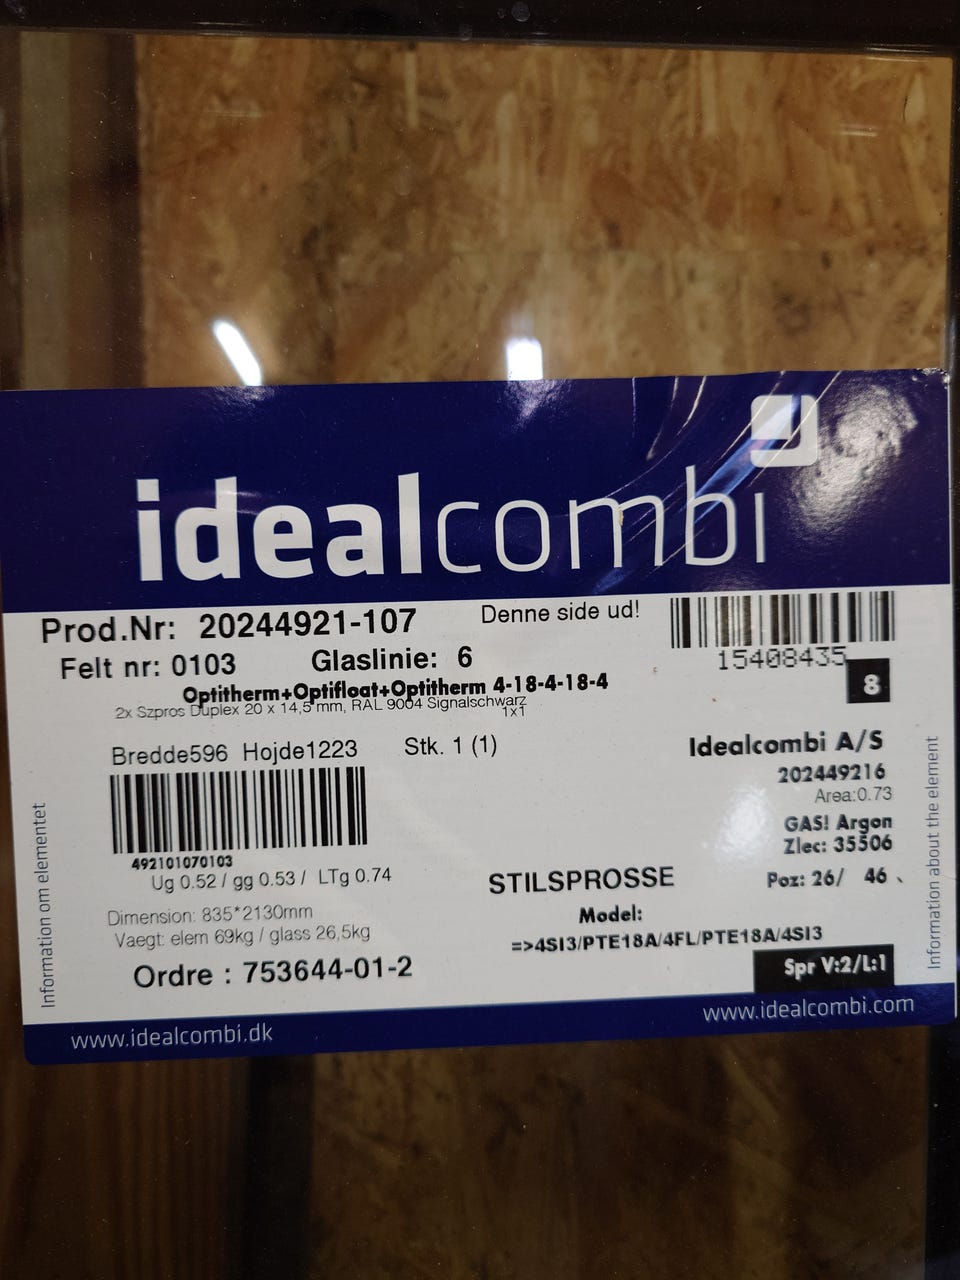 idealcombi
Prod.Nr: 20244921-107
Denne side ud!
15408435
Felt nr: 0103 Glaslinie: 6
8
Optitherm+Optifloat+Optitherm 4-18-4-18-4
2x Szpros Duplex 20 x 14,5 mm, RAL 9004 Signalschwarz
1x1
Bredde596 Hojde1223 Stk. 1 (1)
Idealcombi A/S
202449216
Area:0.73
GAS! Argon
Zlec: 35506
492101070103
Ug 0.52 / gg 0.53 / LTg 0.74
STILSPROSSE
Poz: 26/ 46
Dimension: 835*2130mm
Model:
Vaegt: elem 69kg / glass 26,5kg
=>4SI3/PTE18A/4FL/PTE18A/4SI3
Ordre : 753644-01-2
Spr V:2/L:1
Information om elementet
Information about the element
www.idealcombi.dk
www.idealcombi.com